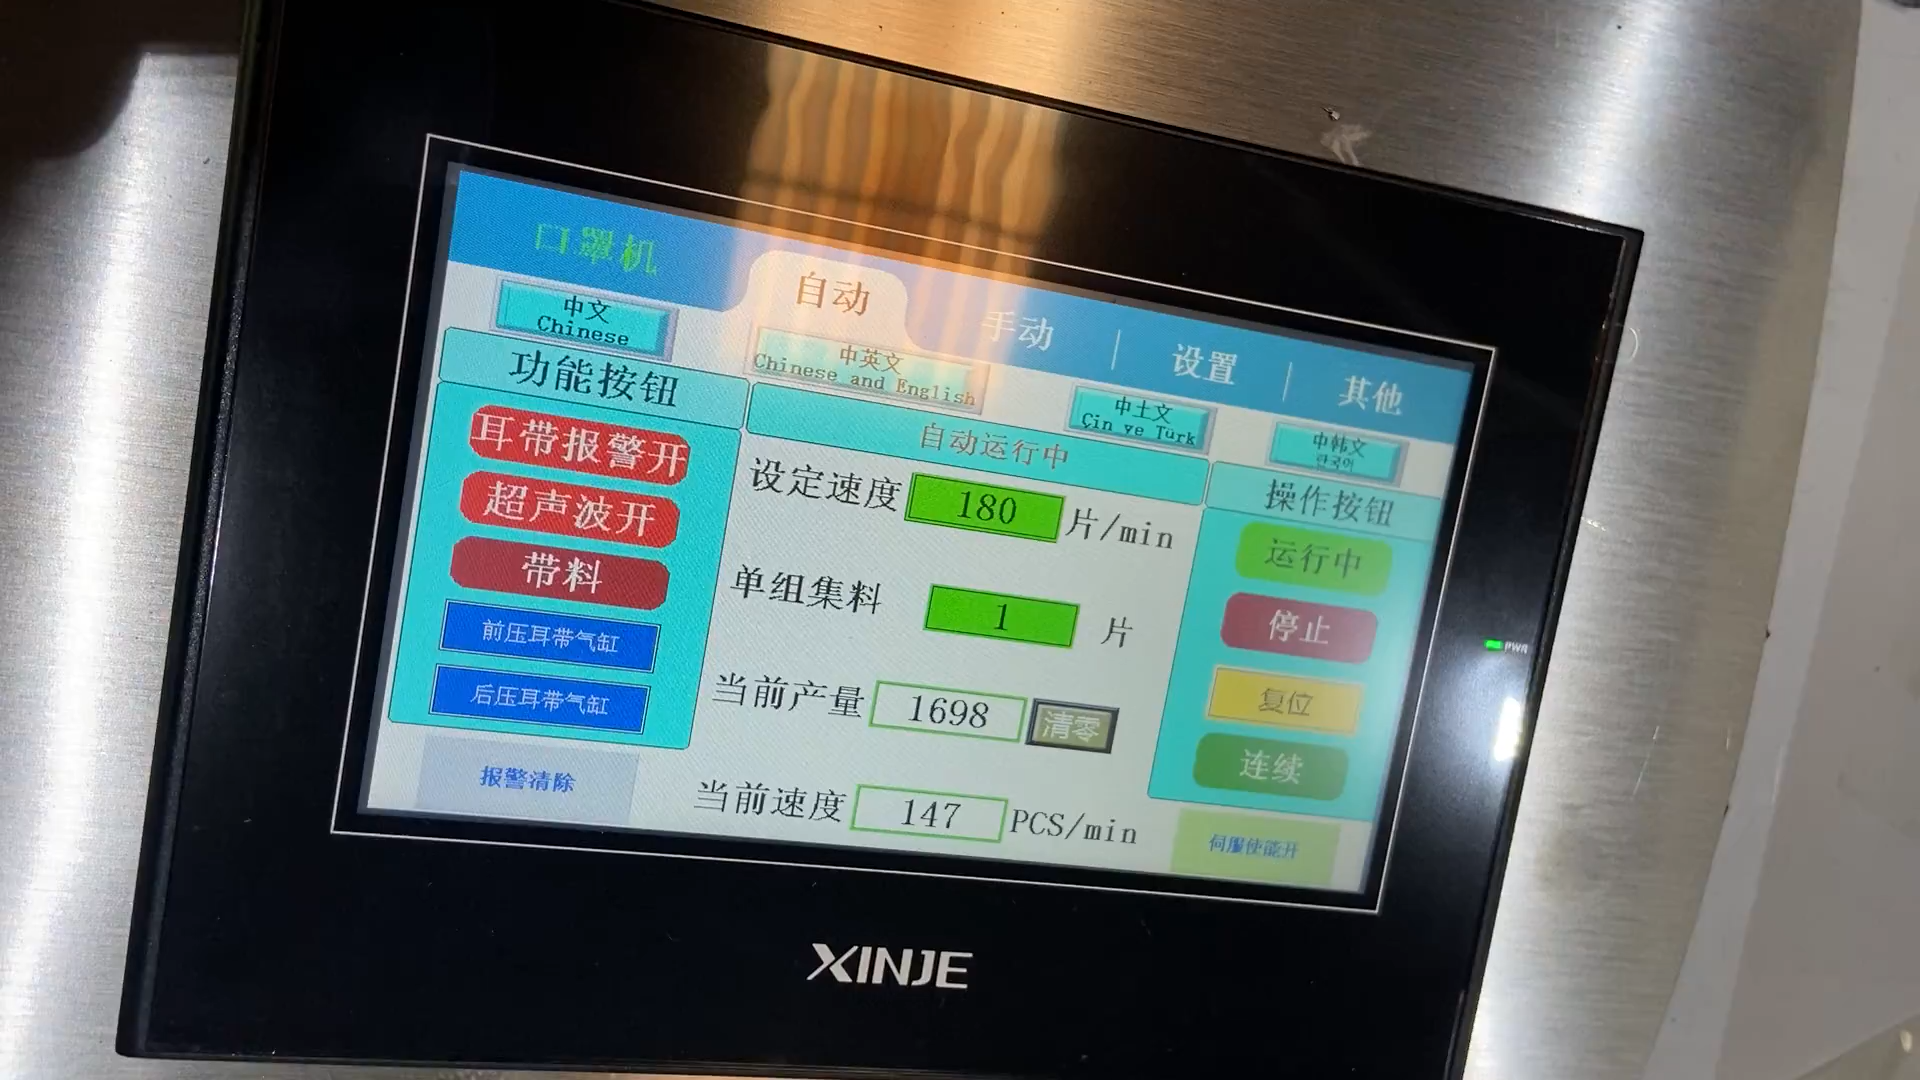 口罩机
自动
手动
设置
其他
中文
Chinese
中英文
Chinese and English
中土文
Çin ve Türk
中韩文
한국어
功能按钮
耳带报警开
超声波开
带料
前压耳带气缸
后压耳带气缸
报警清除
自动运行中
设定速度 180 片/min
单组集料 1 片
当前产量 1698 清零
当前速度 147 PCS/min
操作按钮
运行中
停止
复位
连续
伺服使能开
PWR
XINJE